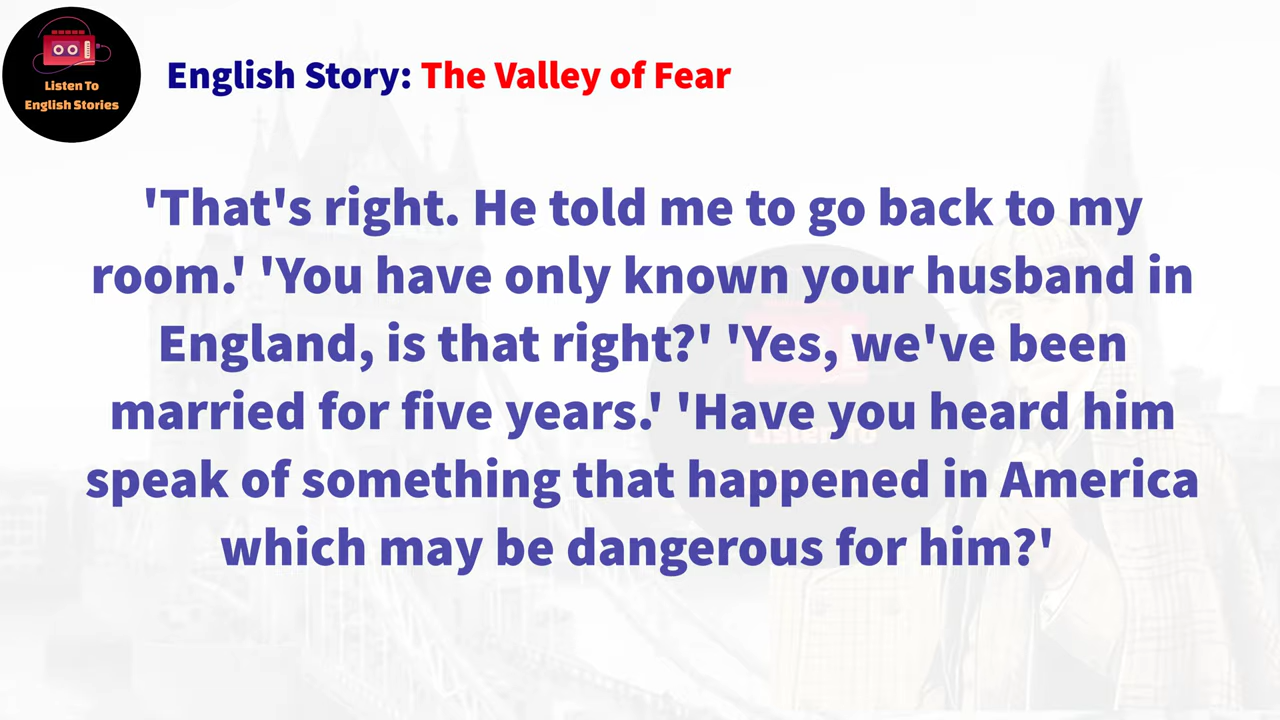 Listen To
English Stories
English Story: The Valley of Fear
'That's right. He told me to go back to my
room.' 'You have only known your husband in
England, is that right?' 'Yes, we've been
married for five years.' 'Have you heard him
speak of something that happened in America
which may be dangerous for him?'
Listen To